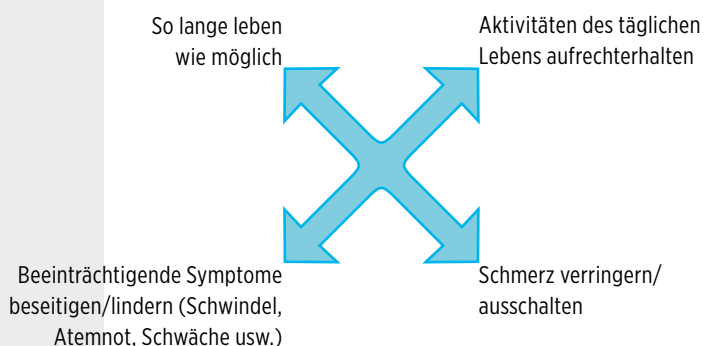 So lange leben
wie möglich
Aktivitäten des täglichen
Lebens aufrechterhalten
Beeinträchtigende Symptome
beseitigen/lindern (Schwindel,
Atemnot, Schwäche usw.)
Schmerz verringern/
ausschalten